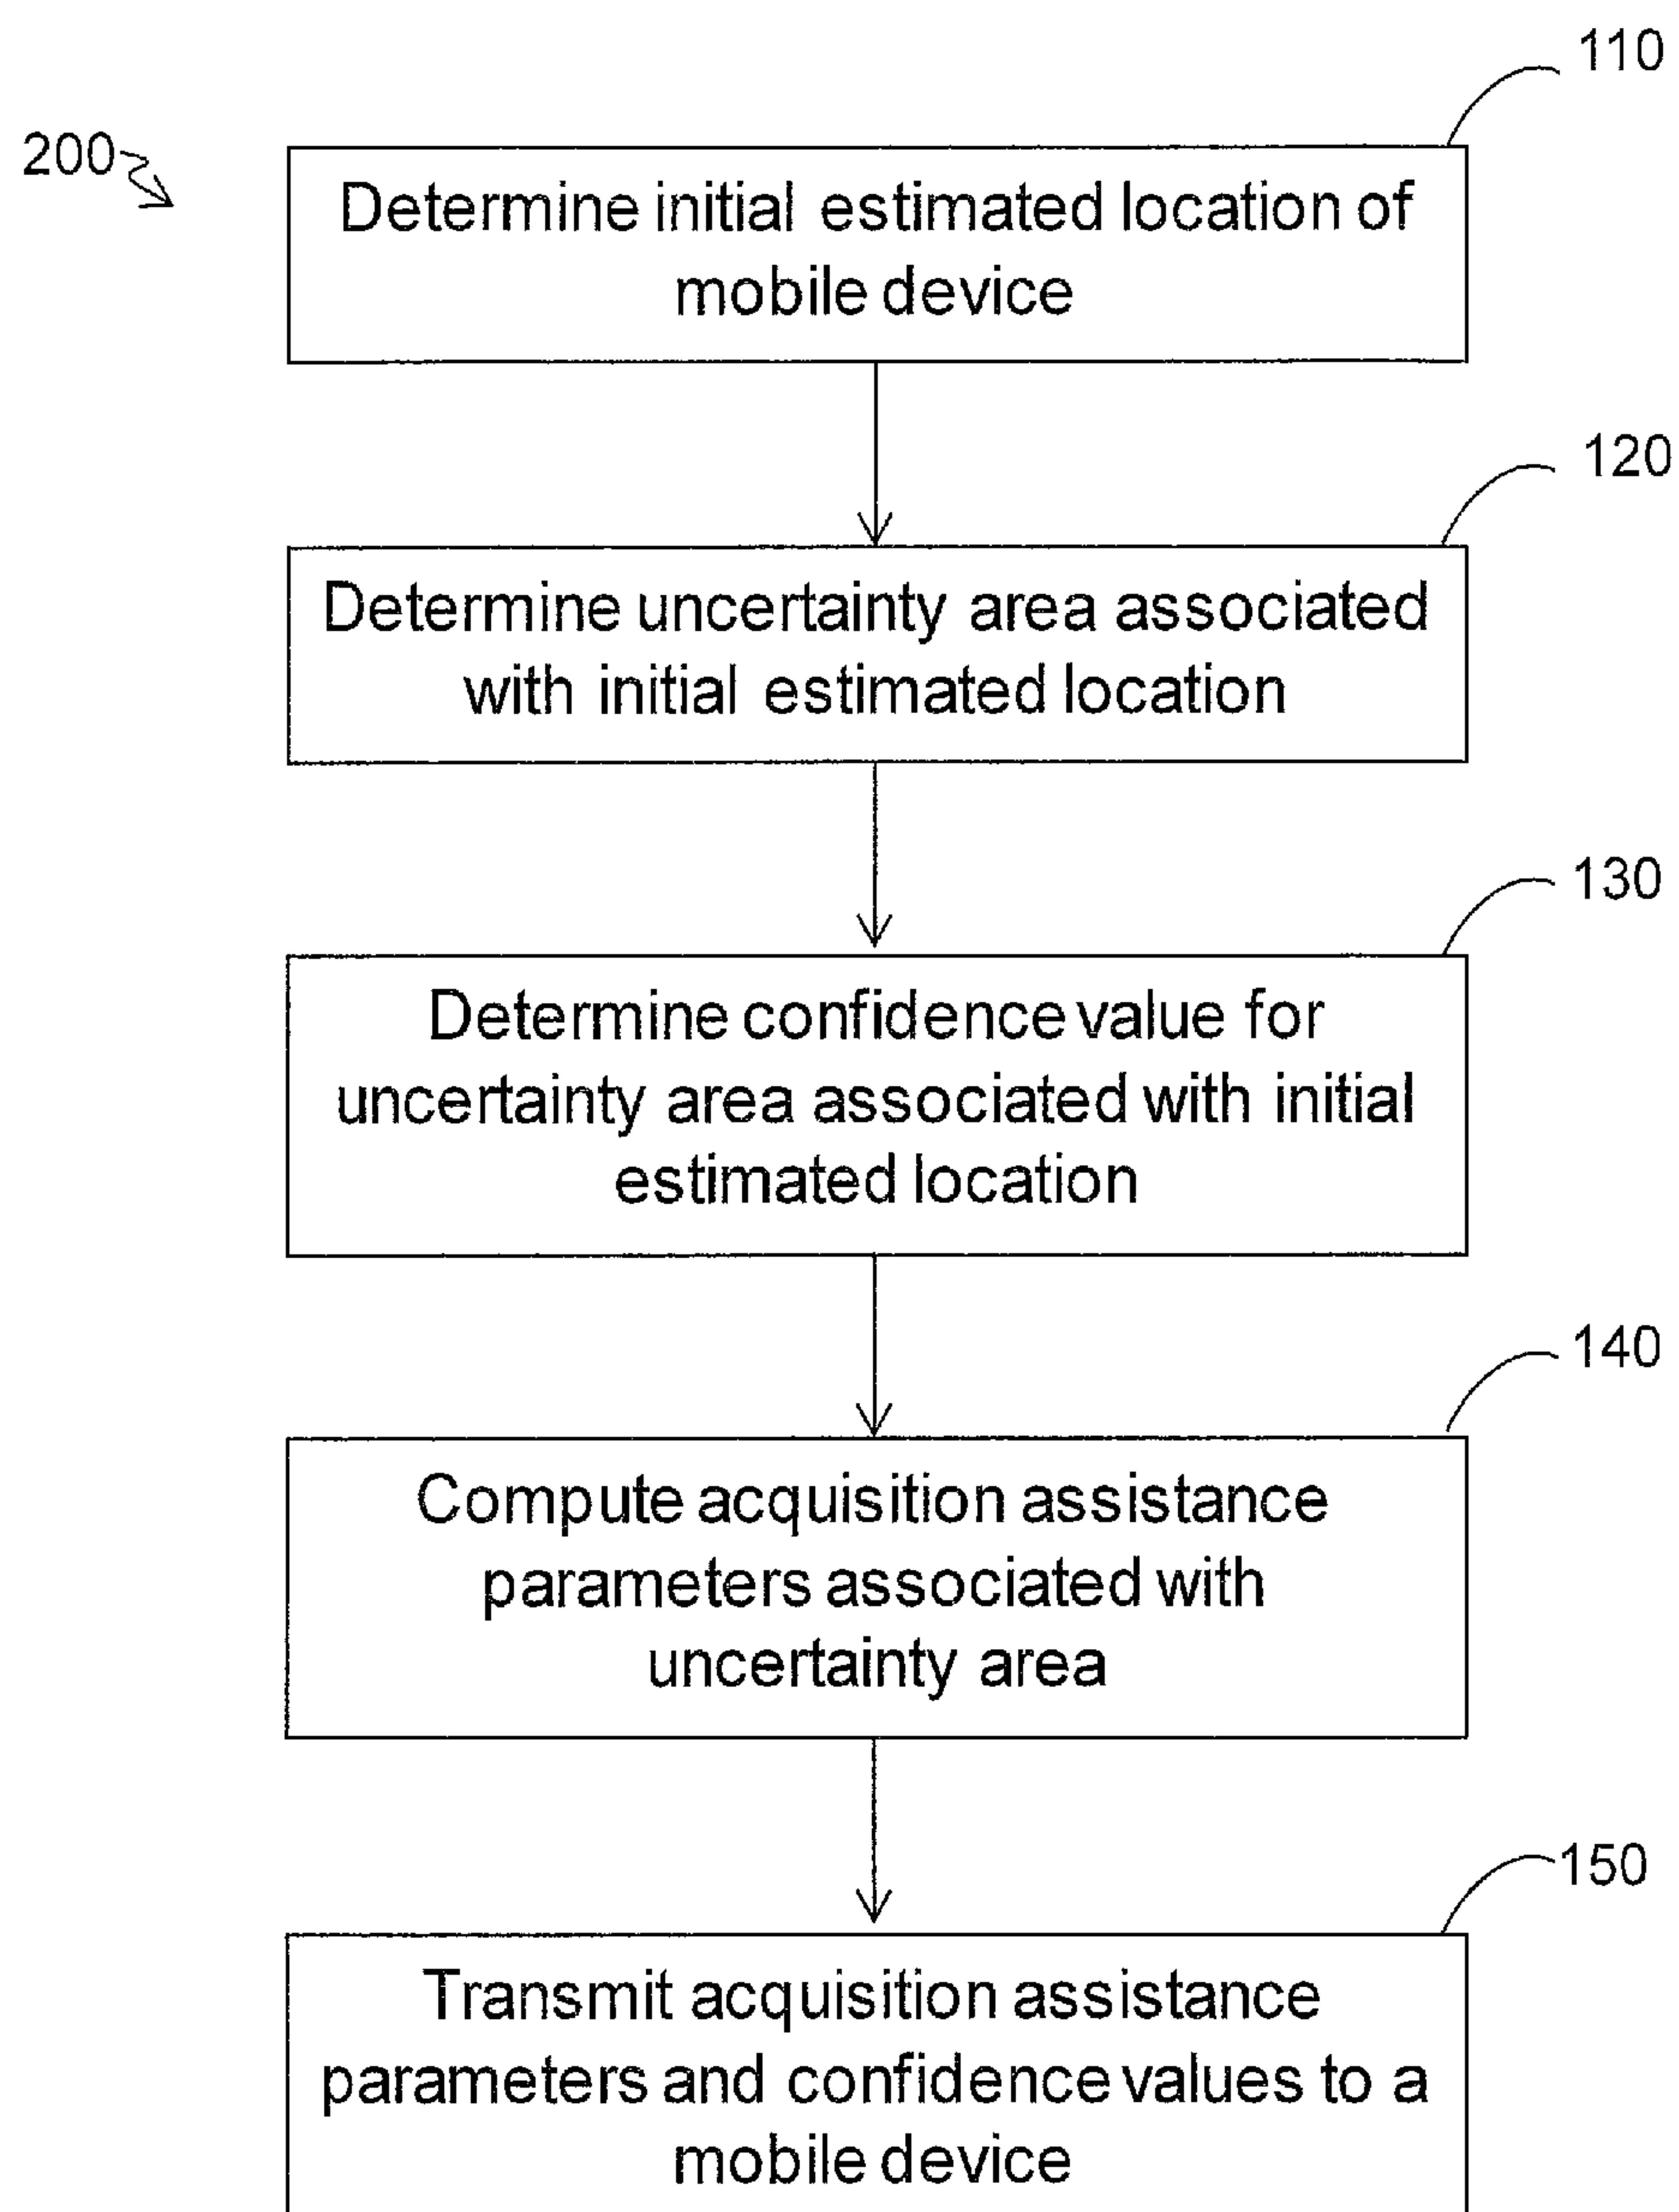 110
200
Determine initial estimated location of
mobile device
120
Determine uncertainty area associated
with initial estimated location
130
Determine confidence value for
uncertainty area associated with initial
estimated location
140
Compute acquisition assistance
parameters associated with
uncertainty area
150
Transmit acquisition assistance
parameters and confidence values to a
mobile device